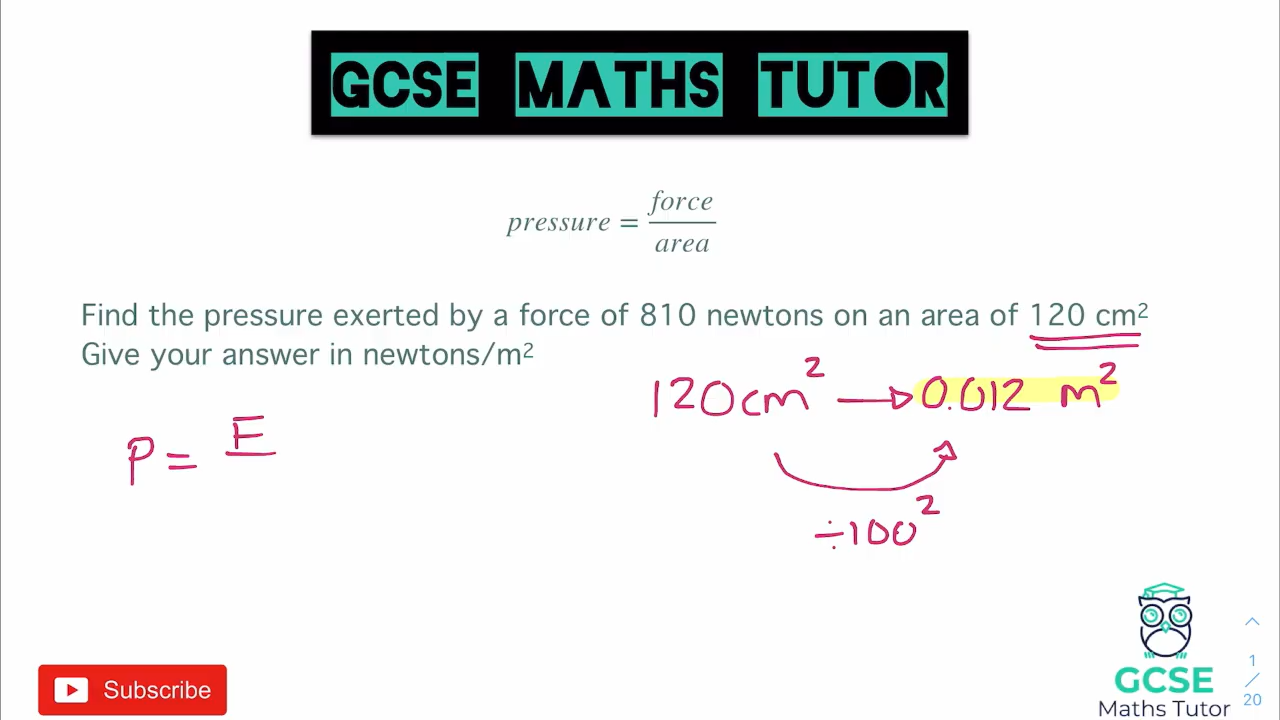 GCSE MATHS TUTOR
pressure = force
area
Find the pressure exerted by a force of 810 newtons on an area of 120 cm²
Give your answer in newtons/m²
120cm² → 0.012 m²
P = F
÷100²
Subscribe
GCSE
Maths Tutor
1
/
20